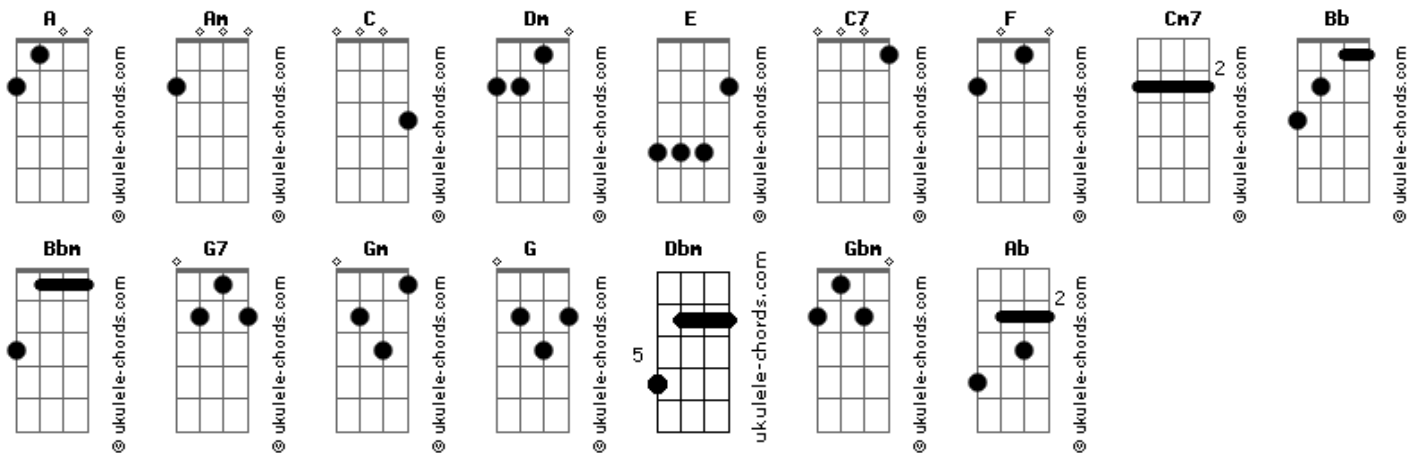 A Am C Dm E C7 F Cm7 Bb
© ukulele-chords.com © ukulele-chords.com © ukulele-chords.com © ukulele-chords.com © ukulele-chords.com © ukulele-chords.com © ukulele-chords.com 2 © ukulele-chords.com © ukulele-chords.com
Bbm G7 Gm G Dbm Gbm Ab
© ukulele-chords.com © ukulele-chords.com © ukulele-chords.com © ukulele-chords.com 5 ukulele-chords.com © ukulele-chords.com 2 © ukulele-chords.com